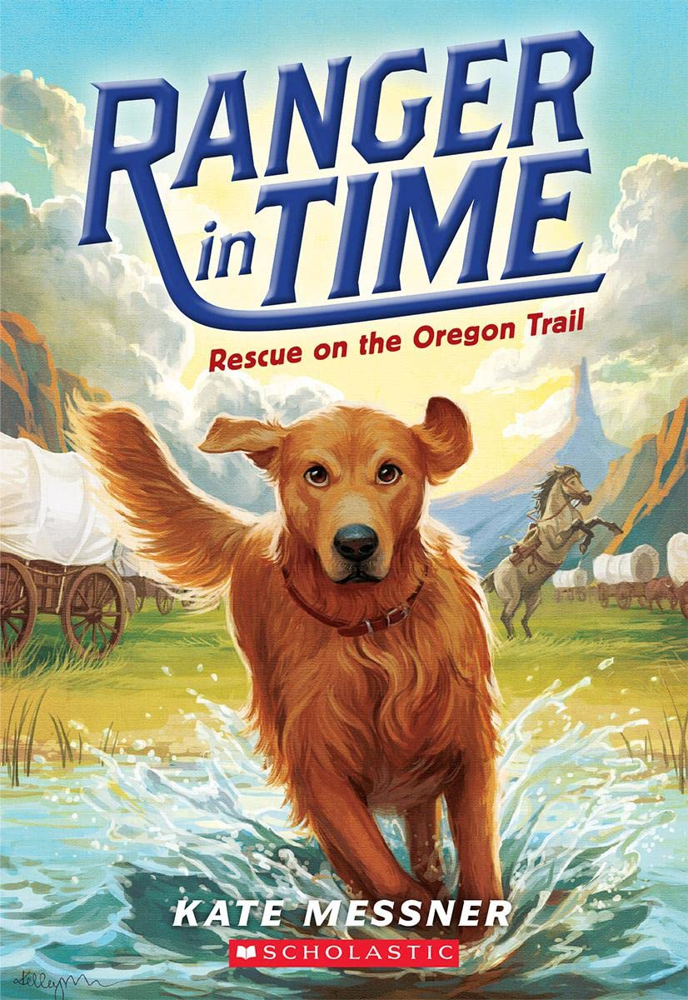 RANGER
in TIME
Rescue on the Oregon Trail
KATE MESSNER
SCHOLASTIC